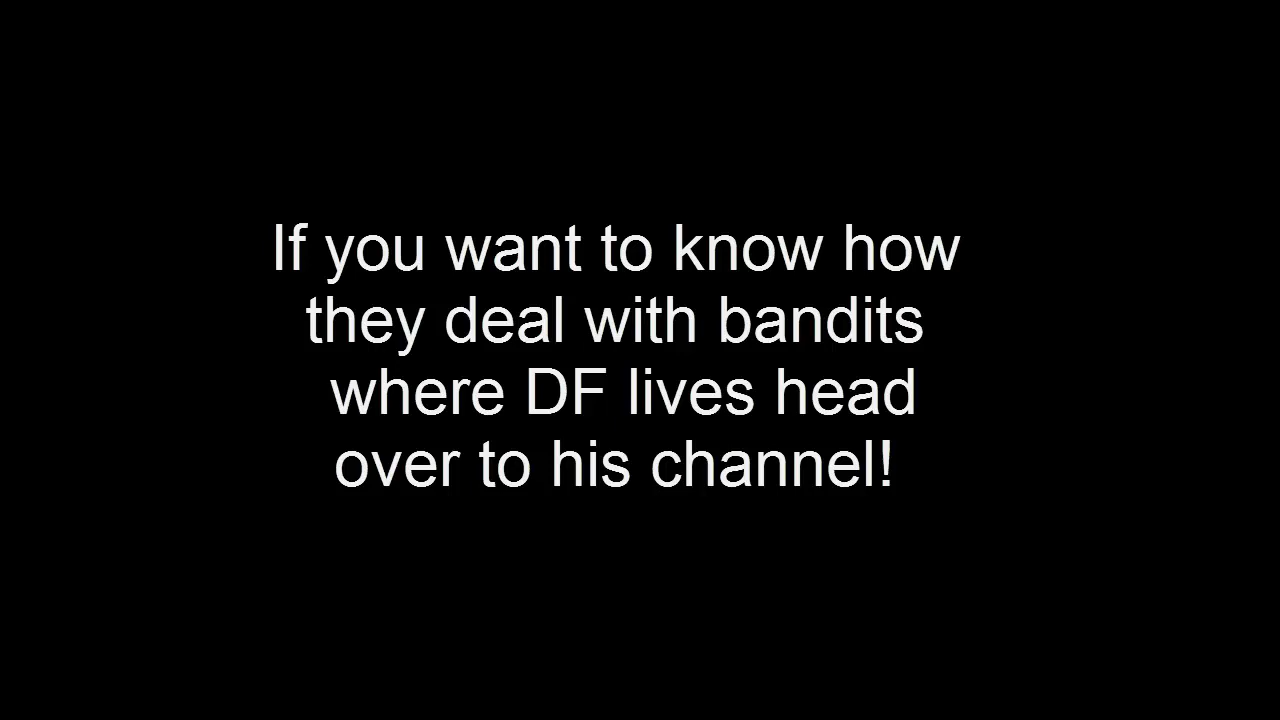 If you want to know how
they deal with bandits
where DF lives head
over to his channel!